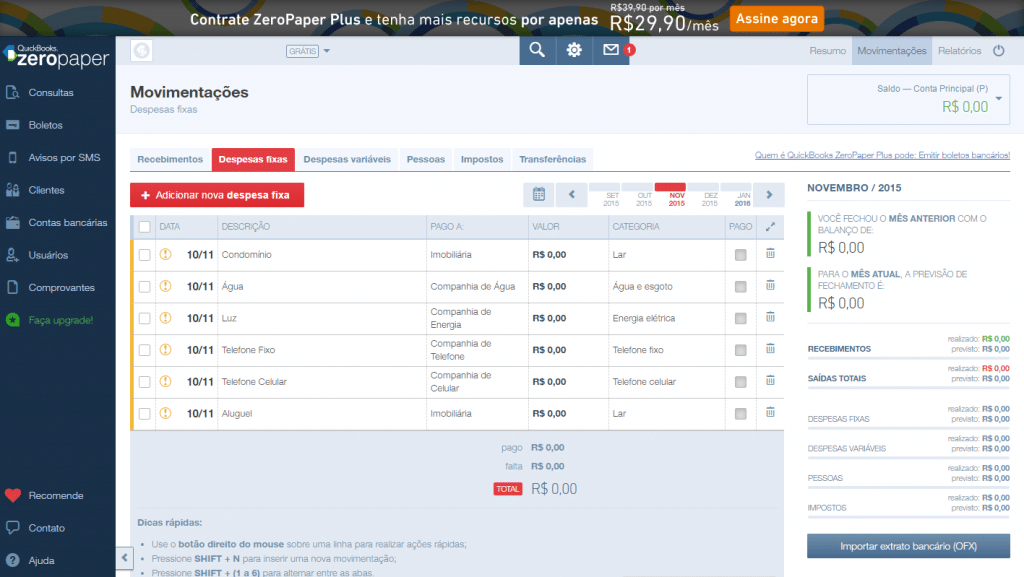 Contrate ZeroPaper Plus e tenha mais recursos por apenas
R$39,90 por mês
R$29,90/mês
Assine agora
QuickBooks.
zeropaper
GRÁTIS
1
Resumo
Movimentações
Relatórios
Consultas
Boletos
Avisos por SMS
Clientes
Contas bancárias
Usuários
Comprovantes
Faça upgrade!
Recomende
Contato
Ajuda
Movimentações
Despesas fixas
Saldo — Conta Principal (P)
R$ 0,00
Recebimentos
Despesas fixas
Despesas variáveis
Pessoas
Impostos
Transferências
Quem é QuickBooks ZeroPaper Plus pode: Emitir boletos bancários!
+ Adicionar nova despesa fixa
SET 2015
OUT 2015
NOV 2015
DEZ 2015
JAN 2016
DATA DESCRIÇÃO PAGO A: VALOR CATEGORIA PAGO
10/11 Condomínio Imobiliária R$ 0,00 Lar
10/11 Água Companhia de Água R$ 0,00 Água e esgoto
10/11 Luz Companhia de Energia R$ 0,00 Energia elétrica
10/11 Telefone Fixo Companhia de Telefone R$ 0,00 Telefone fixo
10/11 Telefone Celular Companhia de Celular R$ 0,00 Telefone celular
10/11 Aluguel Imobiliária R$ 0,00 Lar
pago R$ 0,00
falta R$ 0,00
TOTAL R$ 0,00
Dicas rápidas:
• Use o botão direito do mouse sobre uma linha para realizar ações rápidas;
• Pressione SHIFT + N para inserir uma nova movimentação;
• Pressione SHIFT + (1 a 6) para alternar entre as abas.
NOVEMBRO / 2015
VOCÊ FECHOU O MÊS ANTERIOR COM O
BALANÇO DE:
R$ 0,00
PARA O MÊS ATUAL, A PREVISÃO DE
FECHAMENTO É:
R$ 0,00
realizado: R$ 0,00
RECEBIMENTOS previsto: R$ 0,00
realizado: R$ 0,00
SAÍDAS TOTAIS previsto: R$ 0,00
realizado: R$ 0,00
DESPESAS FIXAS previsto: R$ 0,00
realizado: R$ 0,00
DESPESAS VARIÁVEIS previsto: R$ 0,00
realizado: R$ 0,00
PESSOAS previsto: R$ 0,00
realizado: R$ 0,00
IMPOSTOS previsto: R$ 0,00
Importar extrato bancário (OFX)